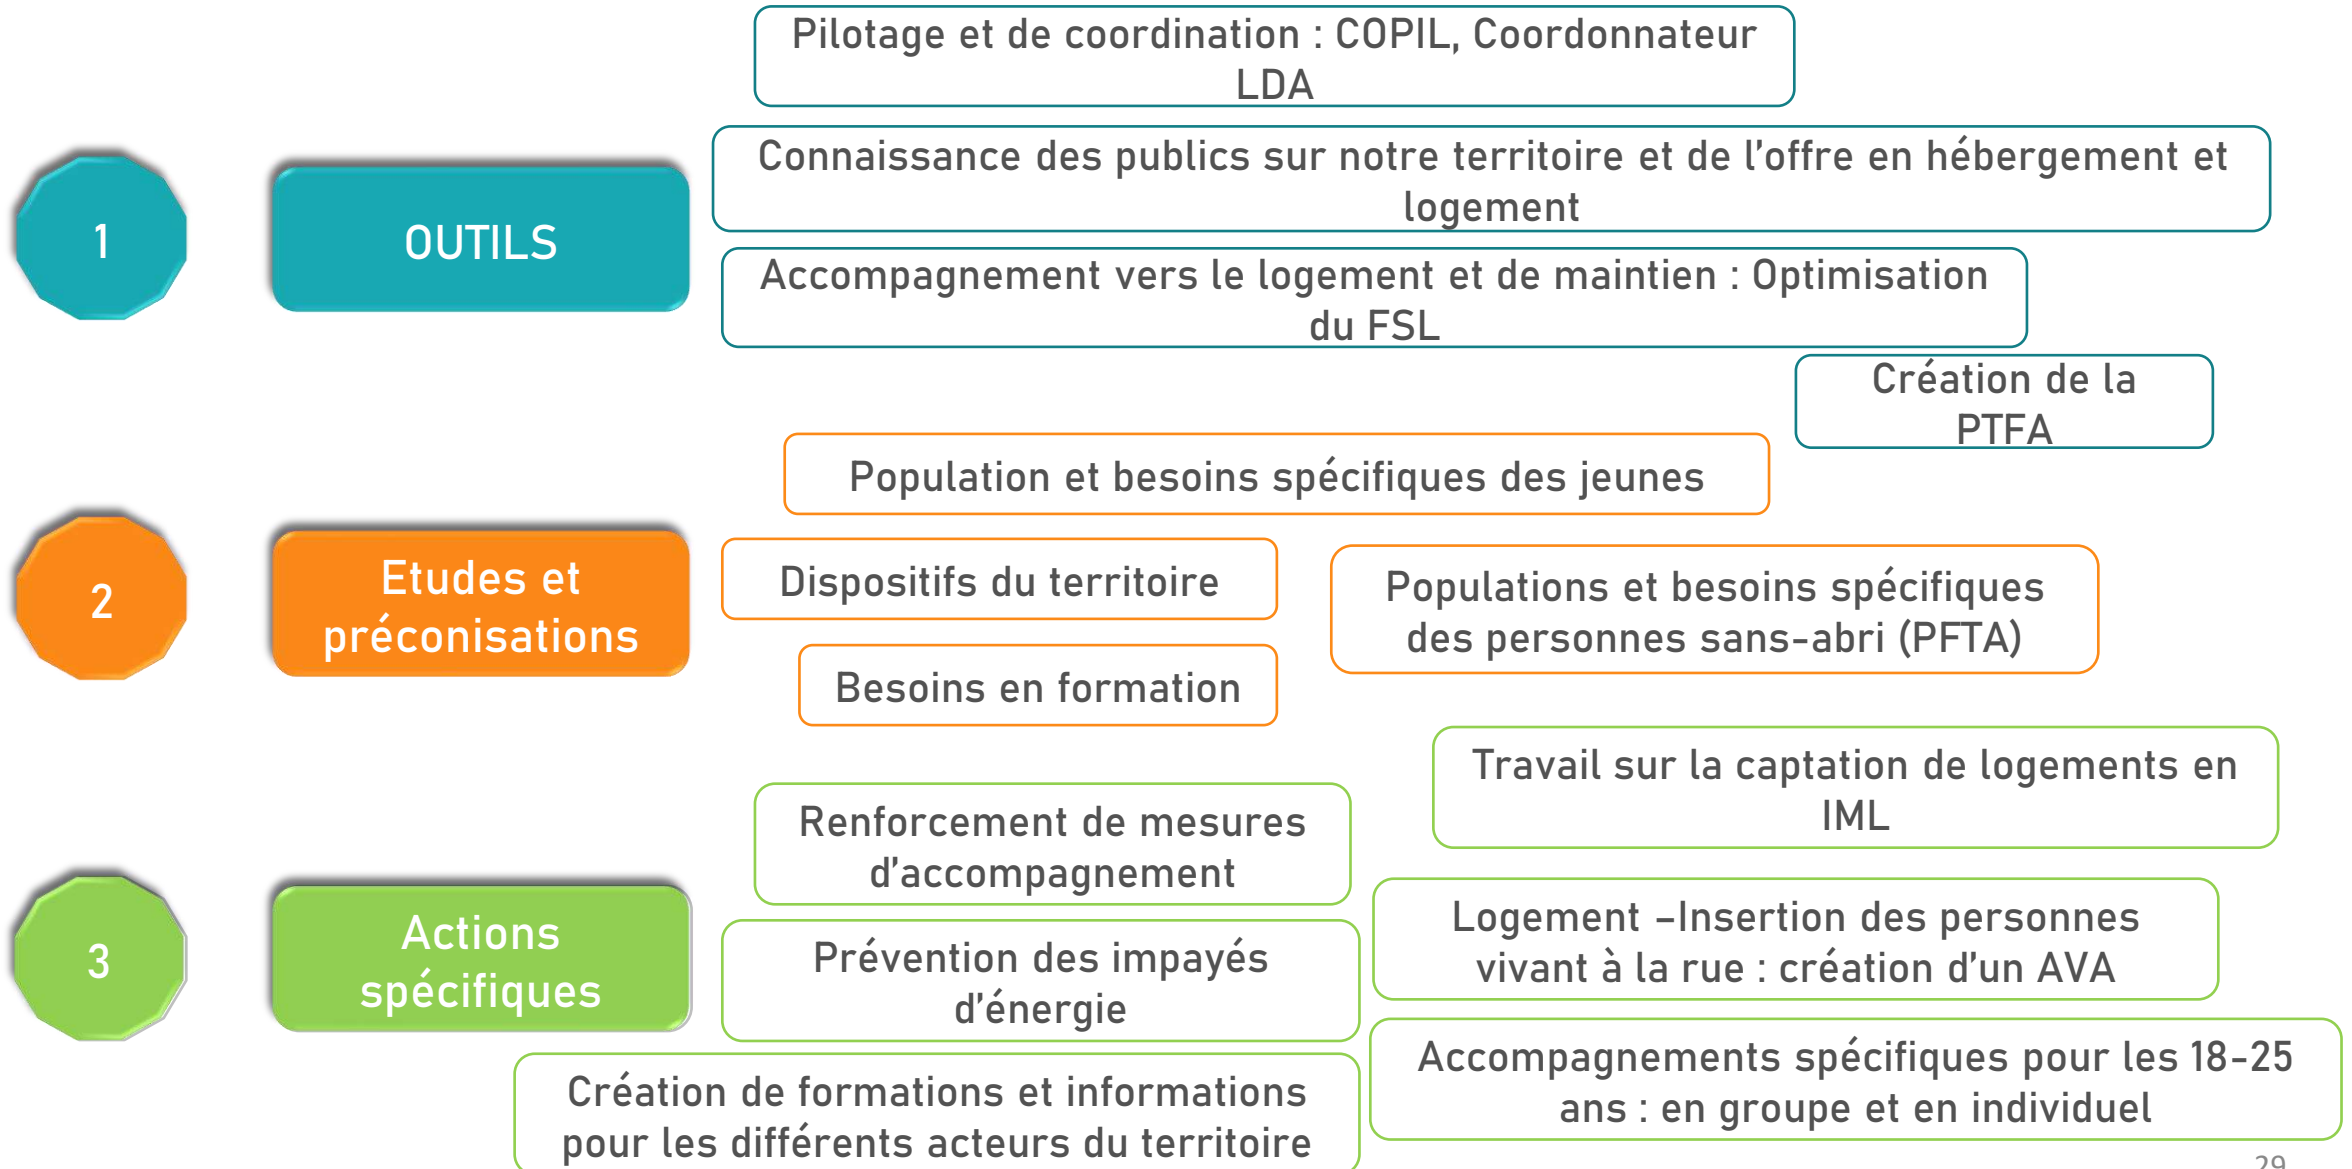 Pilotage et de coordination : COPIL, Coordonnateur
LDA
1
OUTILS
Connaissance des publics sur notre territoire et de l’offre en hébergement et
logement
Accompagnement vers le logement et de maintien : Optimisation
du FSL
Création de la
PTFA
2
Etudes et
préconisations
Population et besoins spécifiques des jeunes
Dispositifs du territoire
Populations et besoins spécifiques
des personnes sans-abri (PFTA)
Besoins en formation
3
Actions
spécifiques
Travail sur la captation de logements en
IML
Renforcement de mesures
d’accompagnement
Logement –Insertion des personnes
vivant à la rue : création d’un AVA
Prévention des impayés
d’énergie
Accompagnements spécifiques pour les 18-25
ans : en groupe et en individuel
Création de formations et informations
pour les différents acteurs du territoire
29